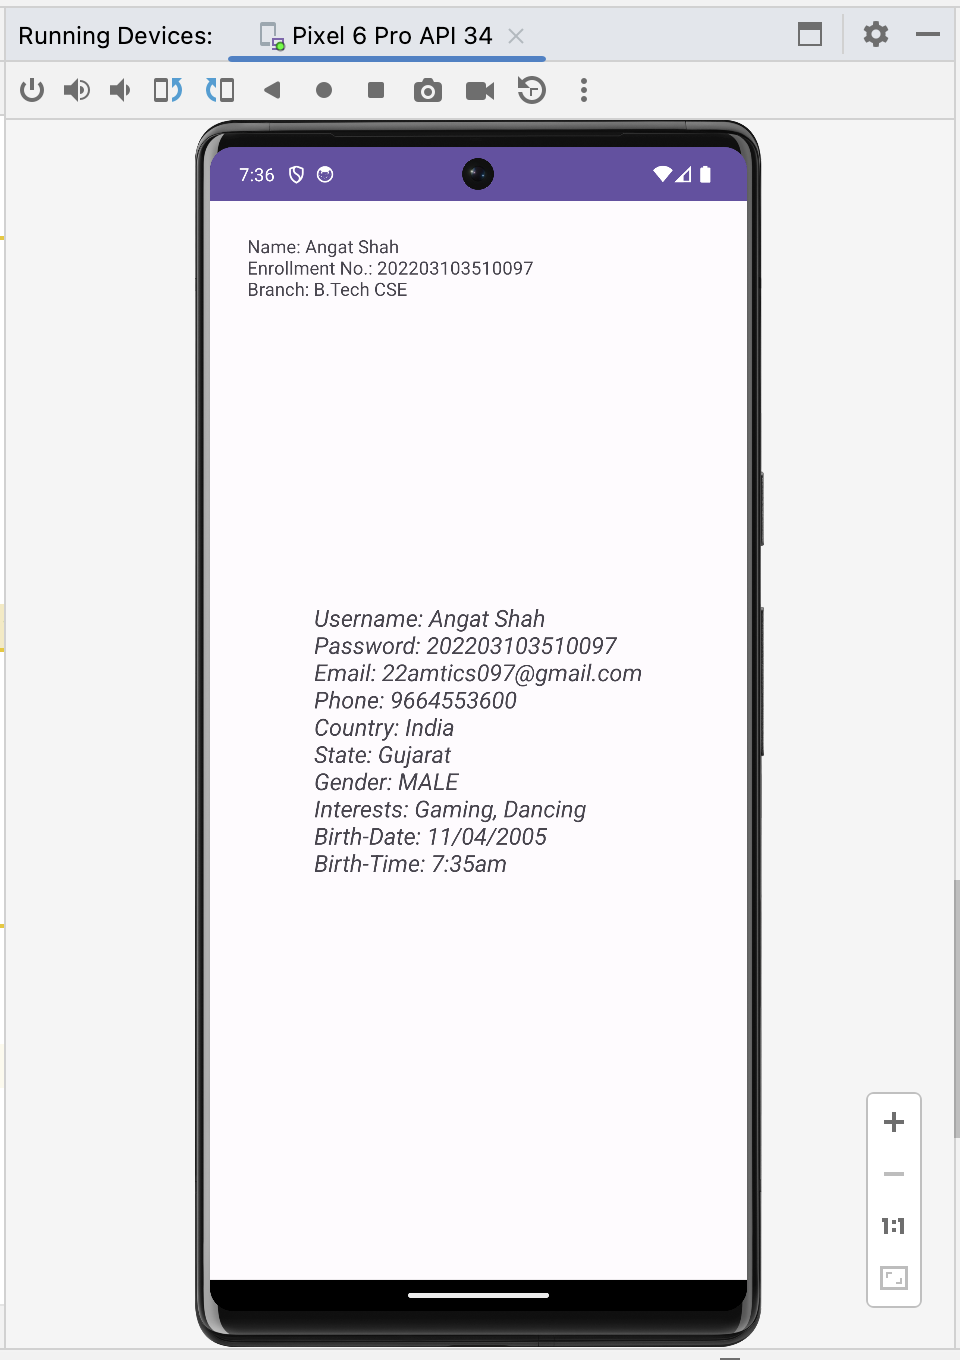 Running Devices: Pixel 6 Pro API 34
7:36
Name: Angat Shah
Enrollment No.: 202203103510097
Branch: B.Tech CSE
Username: Angat Shah
Password: 202203103510097
Email: 22amtics097@gmail.com
Phone: 9664553600
Country: India
State: Gujarat
Gender: MALE
Interests: Gaming, Dancing
Birth-Date: 11/04/2005
Birth-Time: 7:35am
1:1